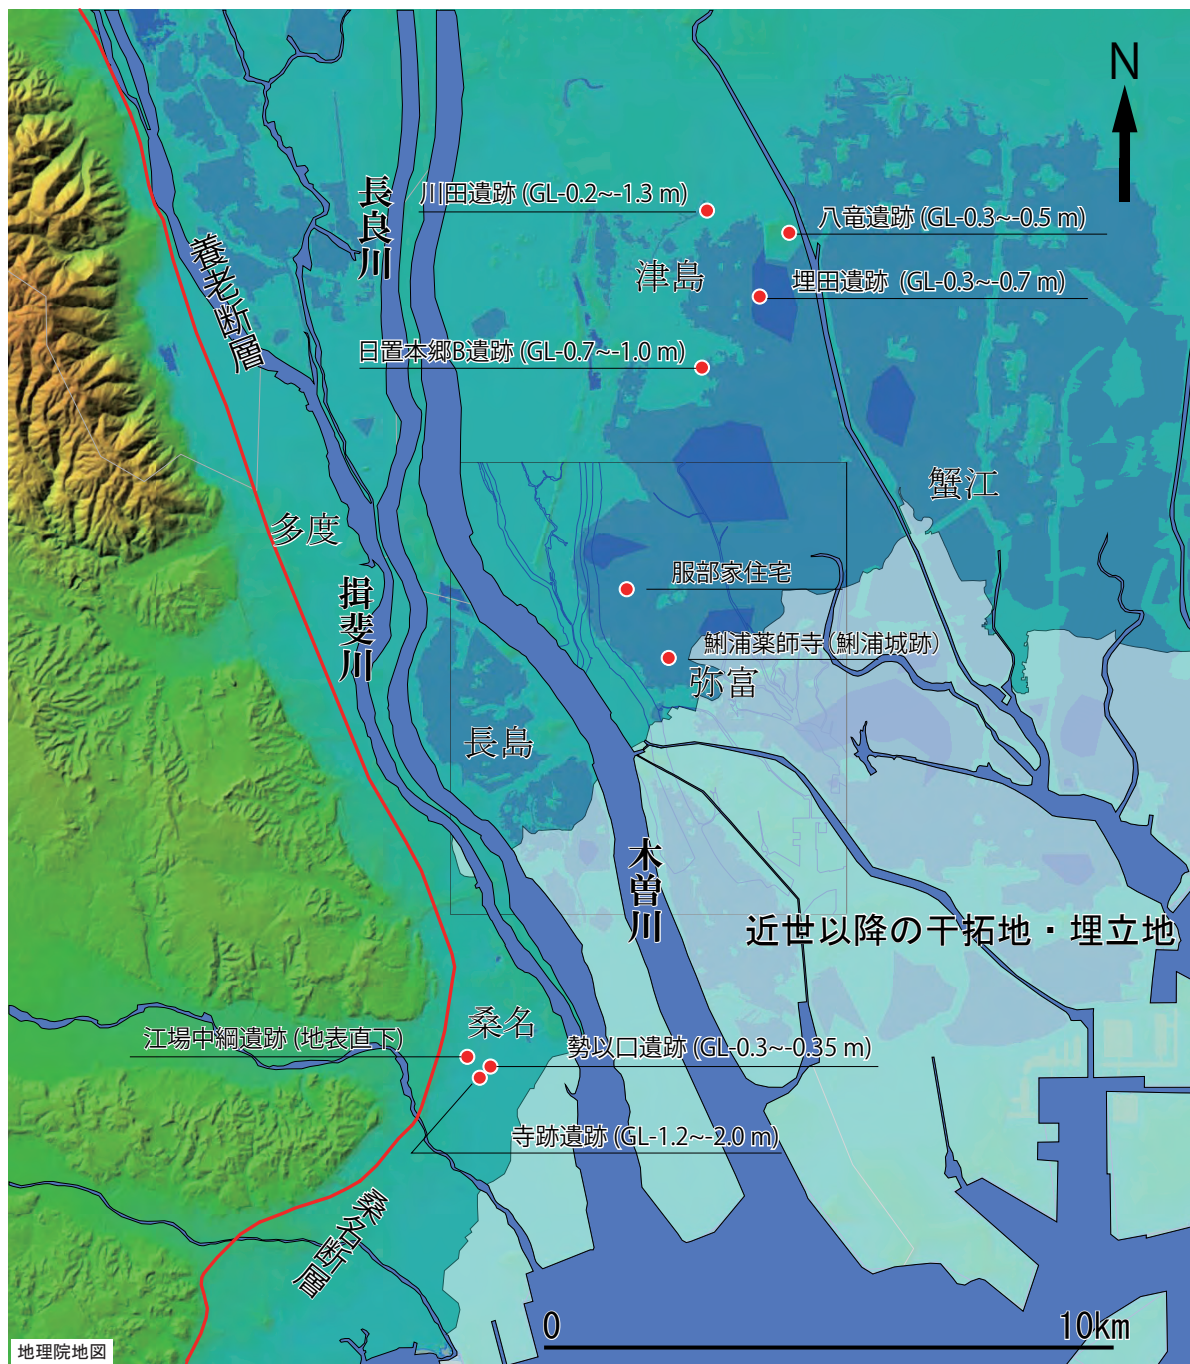 N
長良川
川田遺跡 (GL-0.2~-1.3 m)
八竜遺跡 (GL-0.3~-0.5 m)
養老断層
津島
埋田遺跡 (GL-0.3~-0.7 m)
日置本郷B遺跡 (GL-0.7~-1.0 m)
蟹江
多度
揖斐川
服部家住宅
鯏浦薬師寺(鯏浦城跡)
弥富
長島
木曽川
近世以降の干拓地・埋立地
桑名
江場中綱遺跡 (地表直下)
勢以口遺跡 (GL-0.3~-0.35 m)
寺跡遺跡 (GL-1.2~-2.0 m)
桑名断層
0
10km
地理院地図